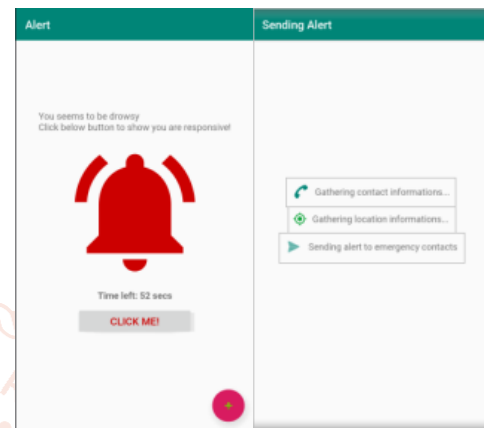 Alert
You seems to be drowsy
Click below button to show you are responsive!
Time left: 52 secs
CLICK ME!
+
Sending Alert
Gathering contact informations...
Gathering location informations...
Sending alert to emergency contacts